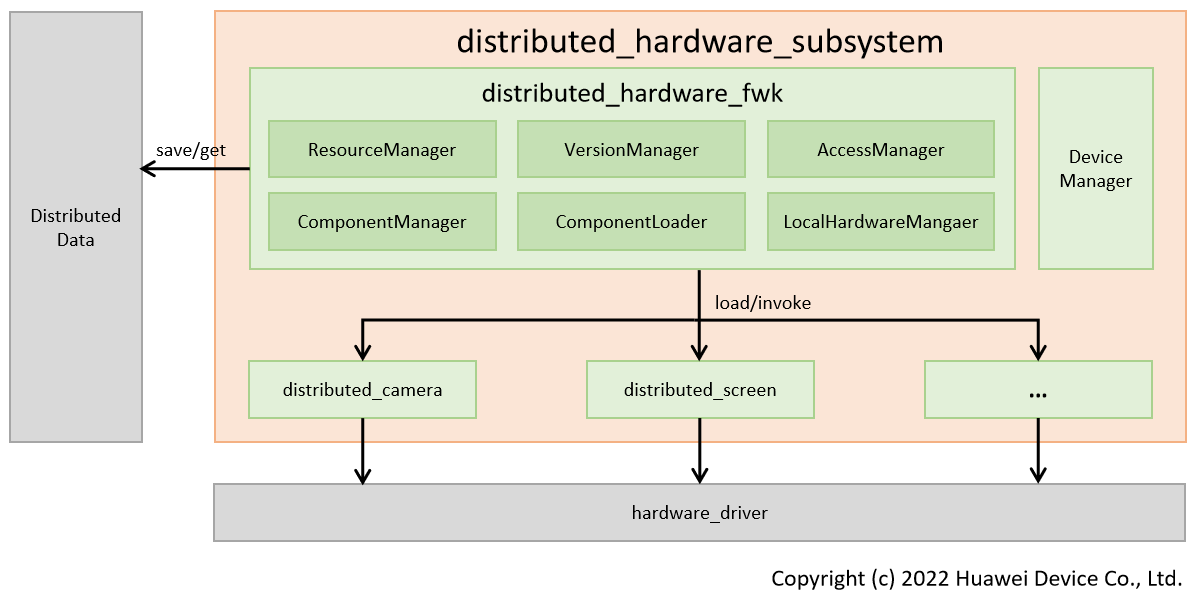 distributed_hardware_subsystem
distributed_hardware_fwk
save/get
ResourceManager
VersionManager
AccessManager
Device
Manager
Distributed
Data
ComponentManager
ComponentLoader
LocalHardwareMangaer
load/invoke
distributed_camera
distributed_screen
...
hardware_driver
Copyright (c) 2022 Huawei Device Co., Ltd.